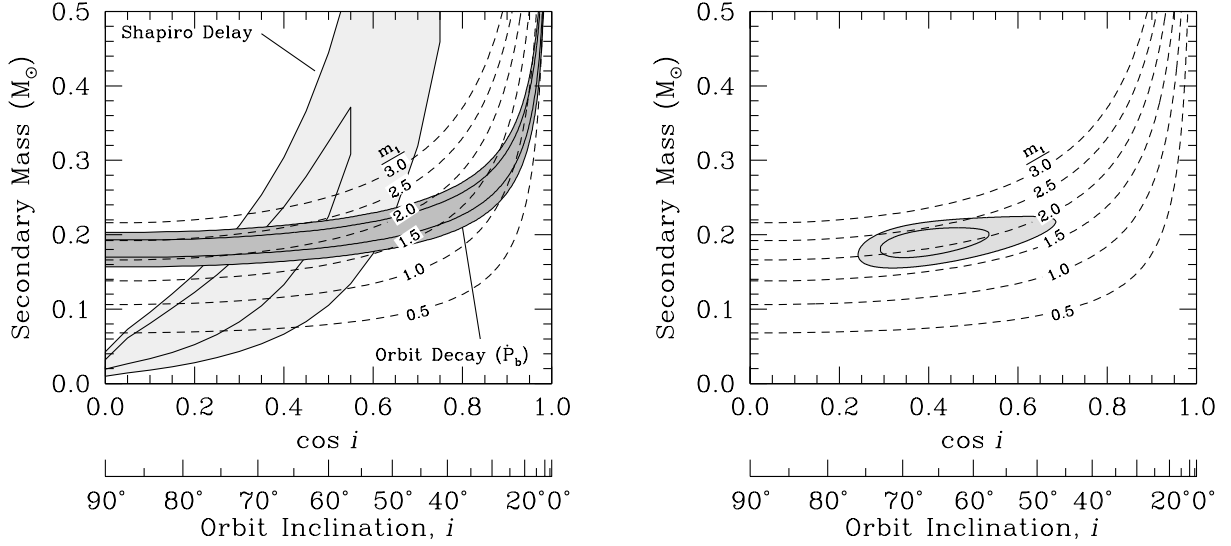 0.5
0.4
0.3
0.2
0.1
0.0
Secondary Mass (M⊙)
Shapiro Delay
m₁
3.0
2.5
2.0
1.5
1.0
0.5
Orbit Decay (Ṗb)
0.0 0.2 0.4 0.6 0.8 1.0
cos i
90° 80° 70° 60° 50° 40° 20° 0°
Orbit Inclination, i
0.5
0.4
0.3
0.2
0.1
0.0
Secondary Mass (M⊙)
m₁
3.0
2.5
2.0
1.5
1.0
0.5
0.0 0.2 0.4 0.6 0.8 1.0
cos i
90° 80° 70° 60° 50° 40° 20° 0°
Orbit Inclination, i